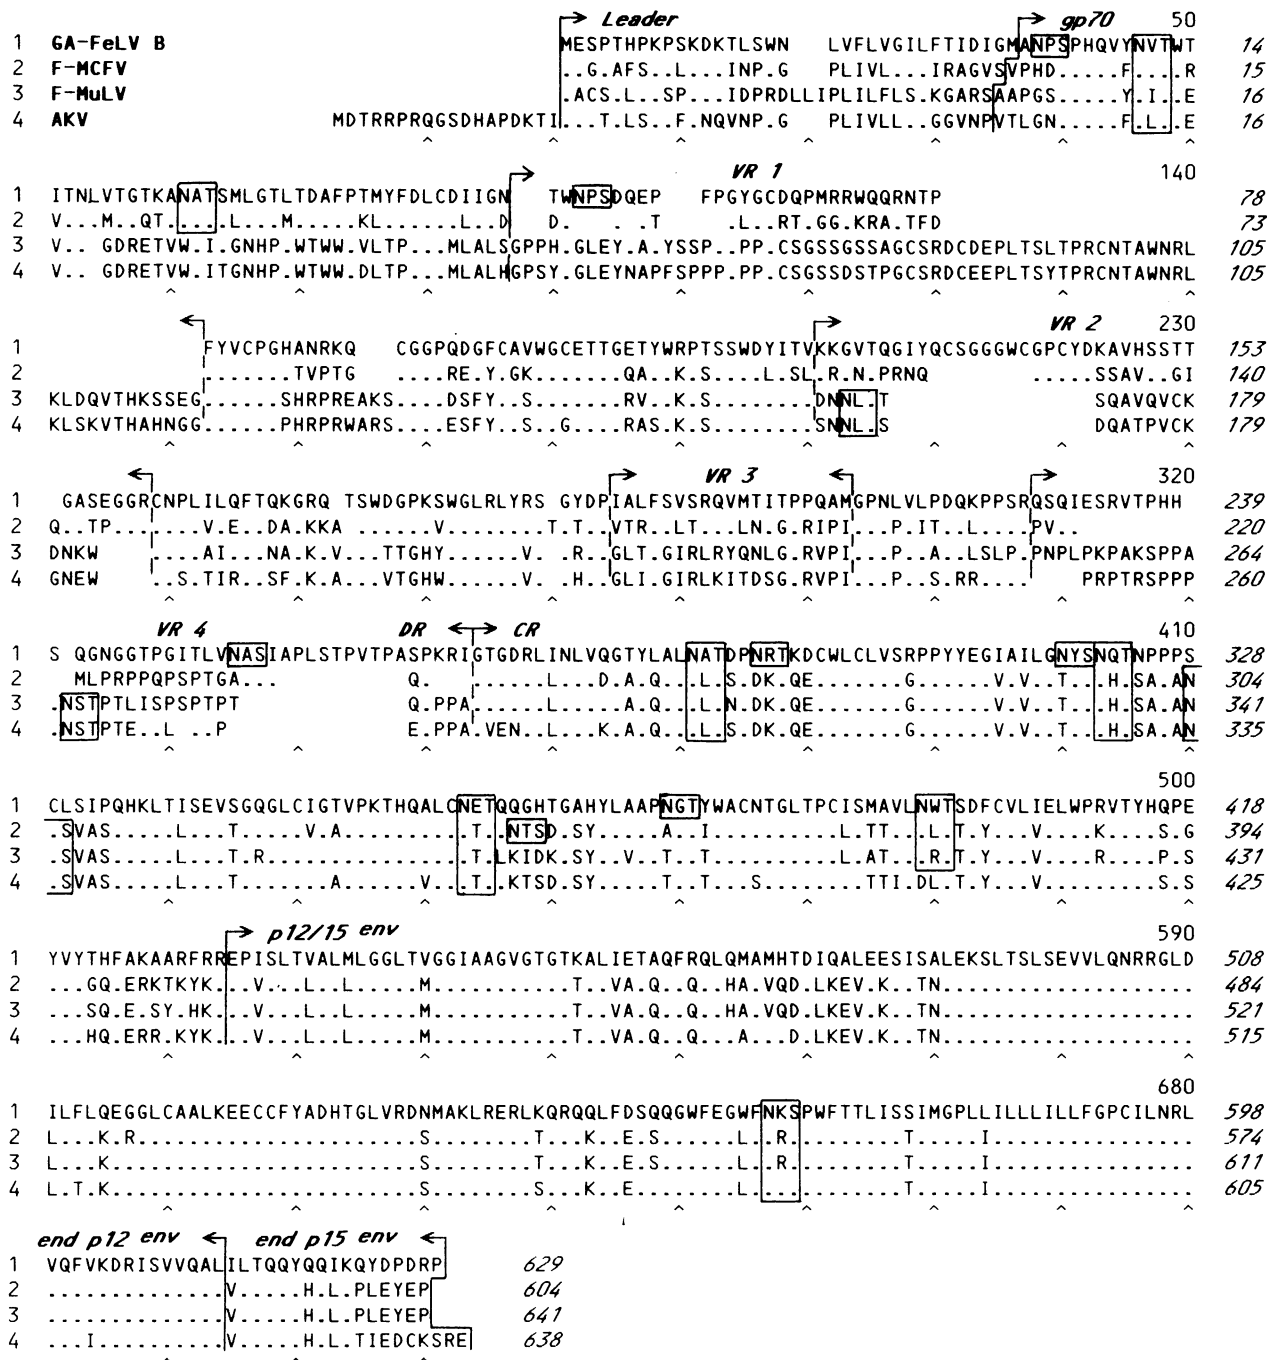 Leader gp70 50
1 GA-FeLV B MESPTHPKPSKDKTLSWN LVFLVGILFTIDIGMANPSPHQVYNVTWT 14
2 F-MCFV ..G.AFS..L...INP.G PLIVL...IRAGVSVPHD.....F...R 15
3 F-MuLV .ACS.L..SP...IDPRDLLIPLILFLS.KGARSAAPGS.....Y.I..E 16
4 AKV MDTRRPRQGSDHAPDKTI...T.LS..F.NQVNP.G PLIVLL..GGVNPVTLGN.....F.L..E 16
^ ^ ^ ^ ^ ^ ^
VR 1 140
1 ITNLVTGTKANATSMLGTLTDAFPTMYFDLCDIIGN TWNPSDQEP FPGYGCDQPMRRWQQRNTP 78
2 V...M..QT.....L...M.....KL.....L..D D. ..T .L..RT.GG.KRA.TFD 73
3 V.. GDRETVW.I.GNHP.WTWW.VLTP...MLALSGPPH.GLEY.A.YSSP..PP.CSGSSGSSAGCSRDCDEPLTSLTPRCNTAWNRL 105
4 V.. GDRETVW.ITGNHP.WTWW.DLTP...MLALHGPSY.GLEYNAPFSPPP.PP.CSGSSDSTPGCSRDCEEPLTSYTPRCNTAWNRL 105
^ ^ ^ ^ ^ ^ ^ ^ ^
VR 2 230
1 FYVCPGHANRKQ CGGPQDGFCAVWGCETTGETYWRPTSSWDYITVKKGVTQGIYQCSGGGWCGPCYDKAVHSSTT 153
2 .......TVPTG ....RE.Y.GK.......QA..K.S....L.SL.R.N.PRNQ .....SSAV..GI 140
3 KLDQVTHKSSEG.......SHRPREAKS....DSFY..S.......RV..K.S........DNNL.T SQAVQVCK 179
4 KLSKVTHAHNGG.......PHRPRWARS....ESFY..S..G....RAS.K.S........SNNL.S DQATPVCK 179
^ ^ ^ ^ ^ ^ ^ ^ ^
VR 3 320
1 GASEGGRCNPLILQFTQKGRQ TSWDGPKSWGLRLYRS GYDPIALFSVSRQVMTITPPQAMGPNLVLPDQKPPSRQSQIESRVTPHH 239
2 Q..TP.......V.E..DA.KKA .......V........T.T..VTR..LT...LN.G.RIPI...P.IT..L.....PV.. 220
3 DNKW ....AI...NA.K.V...TTGHY.......V. .R..GLT.GIRLRYQNLG.RVPI...P..A..LSLP.PNPLPKPAKSPPA 264
4 GNEW ..S.TIR..SF.K.A...VTGHW.......V. .H..GLI.GIRLKITDSG.RVPI...P..S.RR.... PRPTRSPPP 260
^ ^ ^ ^ ^ ^ ^ ^ ^
VR 4 DR CR 410
1 S QGNGGTPGITLVNASIAPLSTPVTPASPKRIGTGDRLINLVQGTYLALNATDPNRTKDCWLCLVSRPPYYEGIAILGNYSNQTNPPPS 328
2 MLPRPPQPSPTGA... Q. ......L...D.A.Q...L.S.DK.QE.......G......V.V..T...H.SA.AN 304
3 .NSTPTLISPSPTPT Q.PPA......L.....A.Q...L.N.DK.QE.......G......V.V..T...H.SA.AN 341
4 .NSTPTE..L ..P E.PPA.VEN..L...K.A.Q...L.S.DK.QE.......G......V.V..T...H.SA.AN 335
^ ^ ^ ^ ^ ^ ^ ^ ^
500
1 CLSIPQHKLTISEVSGQGLCIGTVPKTHQALCNETQQGHTGAHYLAAPNGTYWACNTGLTPCISMAVLNWTSDFCVLIELWPRVTYHQPE 418
2 .SVAS.....L...T.....V.A..........T..NTSD.SY......A..I..........L.TT..L.T.Y...V....K....S.G 394
3 .SVAS.....L...T.R................T.LKIDK.SY..V..T..T..........L.AT..R.T.Y...V....R....P.S 431
4 .SVAS.....L...T.......A......V...T..KTSD.SY......T..T...S.......TTI.DL.T.Y...V.........S.S 425
^ ^ ^ ^ ^ ^ ^ ^ ^
p12/15 env 590
1 YVYTHFAKAARFRREPISLTVALMLGGLTVGGIAAGVGTGTKALIETAQFRQLQMAMHTDIQALEESISALEKSLTSLSEVVLQNRRGLD 508
2 ...GQ.ERKTKYK...V...L..L.....M...........T..VA.Q..Q..HA.VQD.LKEV.K..TN.................... 484
3 ...SQ.E.SY.HK...V...L..L.....M...........T..VA.Q..Q..HA.VQD.LKEV.K..TN.................... 521
4 ...HQ.ERR.KYK...V...L..L.....M...........T..VA.Q..Q...A...D.LKEV.K..TN.................... 515
^ ^ ^ ^ ^ ^ ^ ^ ^
680
1 ILFLQEGGLCAALKEECCFYADHTGLVRDNMAKLRERLKQRQQLFDSQQGWFEGWFNKSPWFTTLISSIMGPLLILLLILLFGPCILNRL 598
2 L...K.R......................S........T...K..E.S......L..R.........T.....I................ 574
3 L...K........................S........T...K..E.S......L..R.........T.....I................ 611
4 L.T.K........................S........S...K..E........L............T.....I................ 605
^ ^ ^ ^ ^ ^ ^ ^ ^
end p12 env end p15 env
1 VQFVKDRISVVQALILTQQYQQIKQYDPDRP 629
2 ..............V.....H.L.PLEYEP 604
3 ..............V.....H.L.PLEYEP 641
4 ...I..........V.....H.L.TIEDCKSRE 638
^ ^ ^